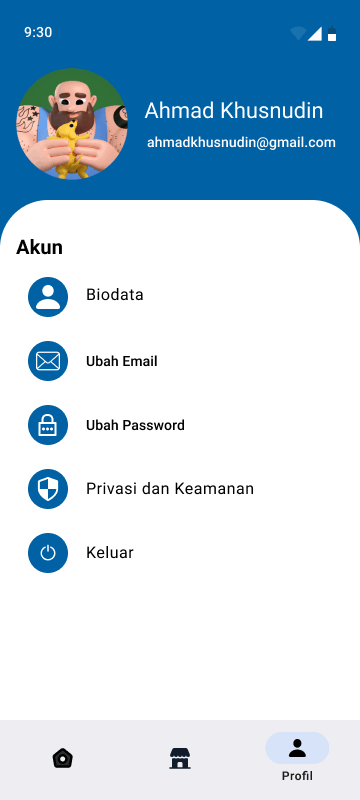 9:30
Ahmad Khusnudin
ahmadkhusnudin@gmail.com
Akun
Biodata
Ubah Email
Ubah Password
Privasi dan Keamanan
Keluar
Profil